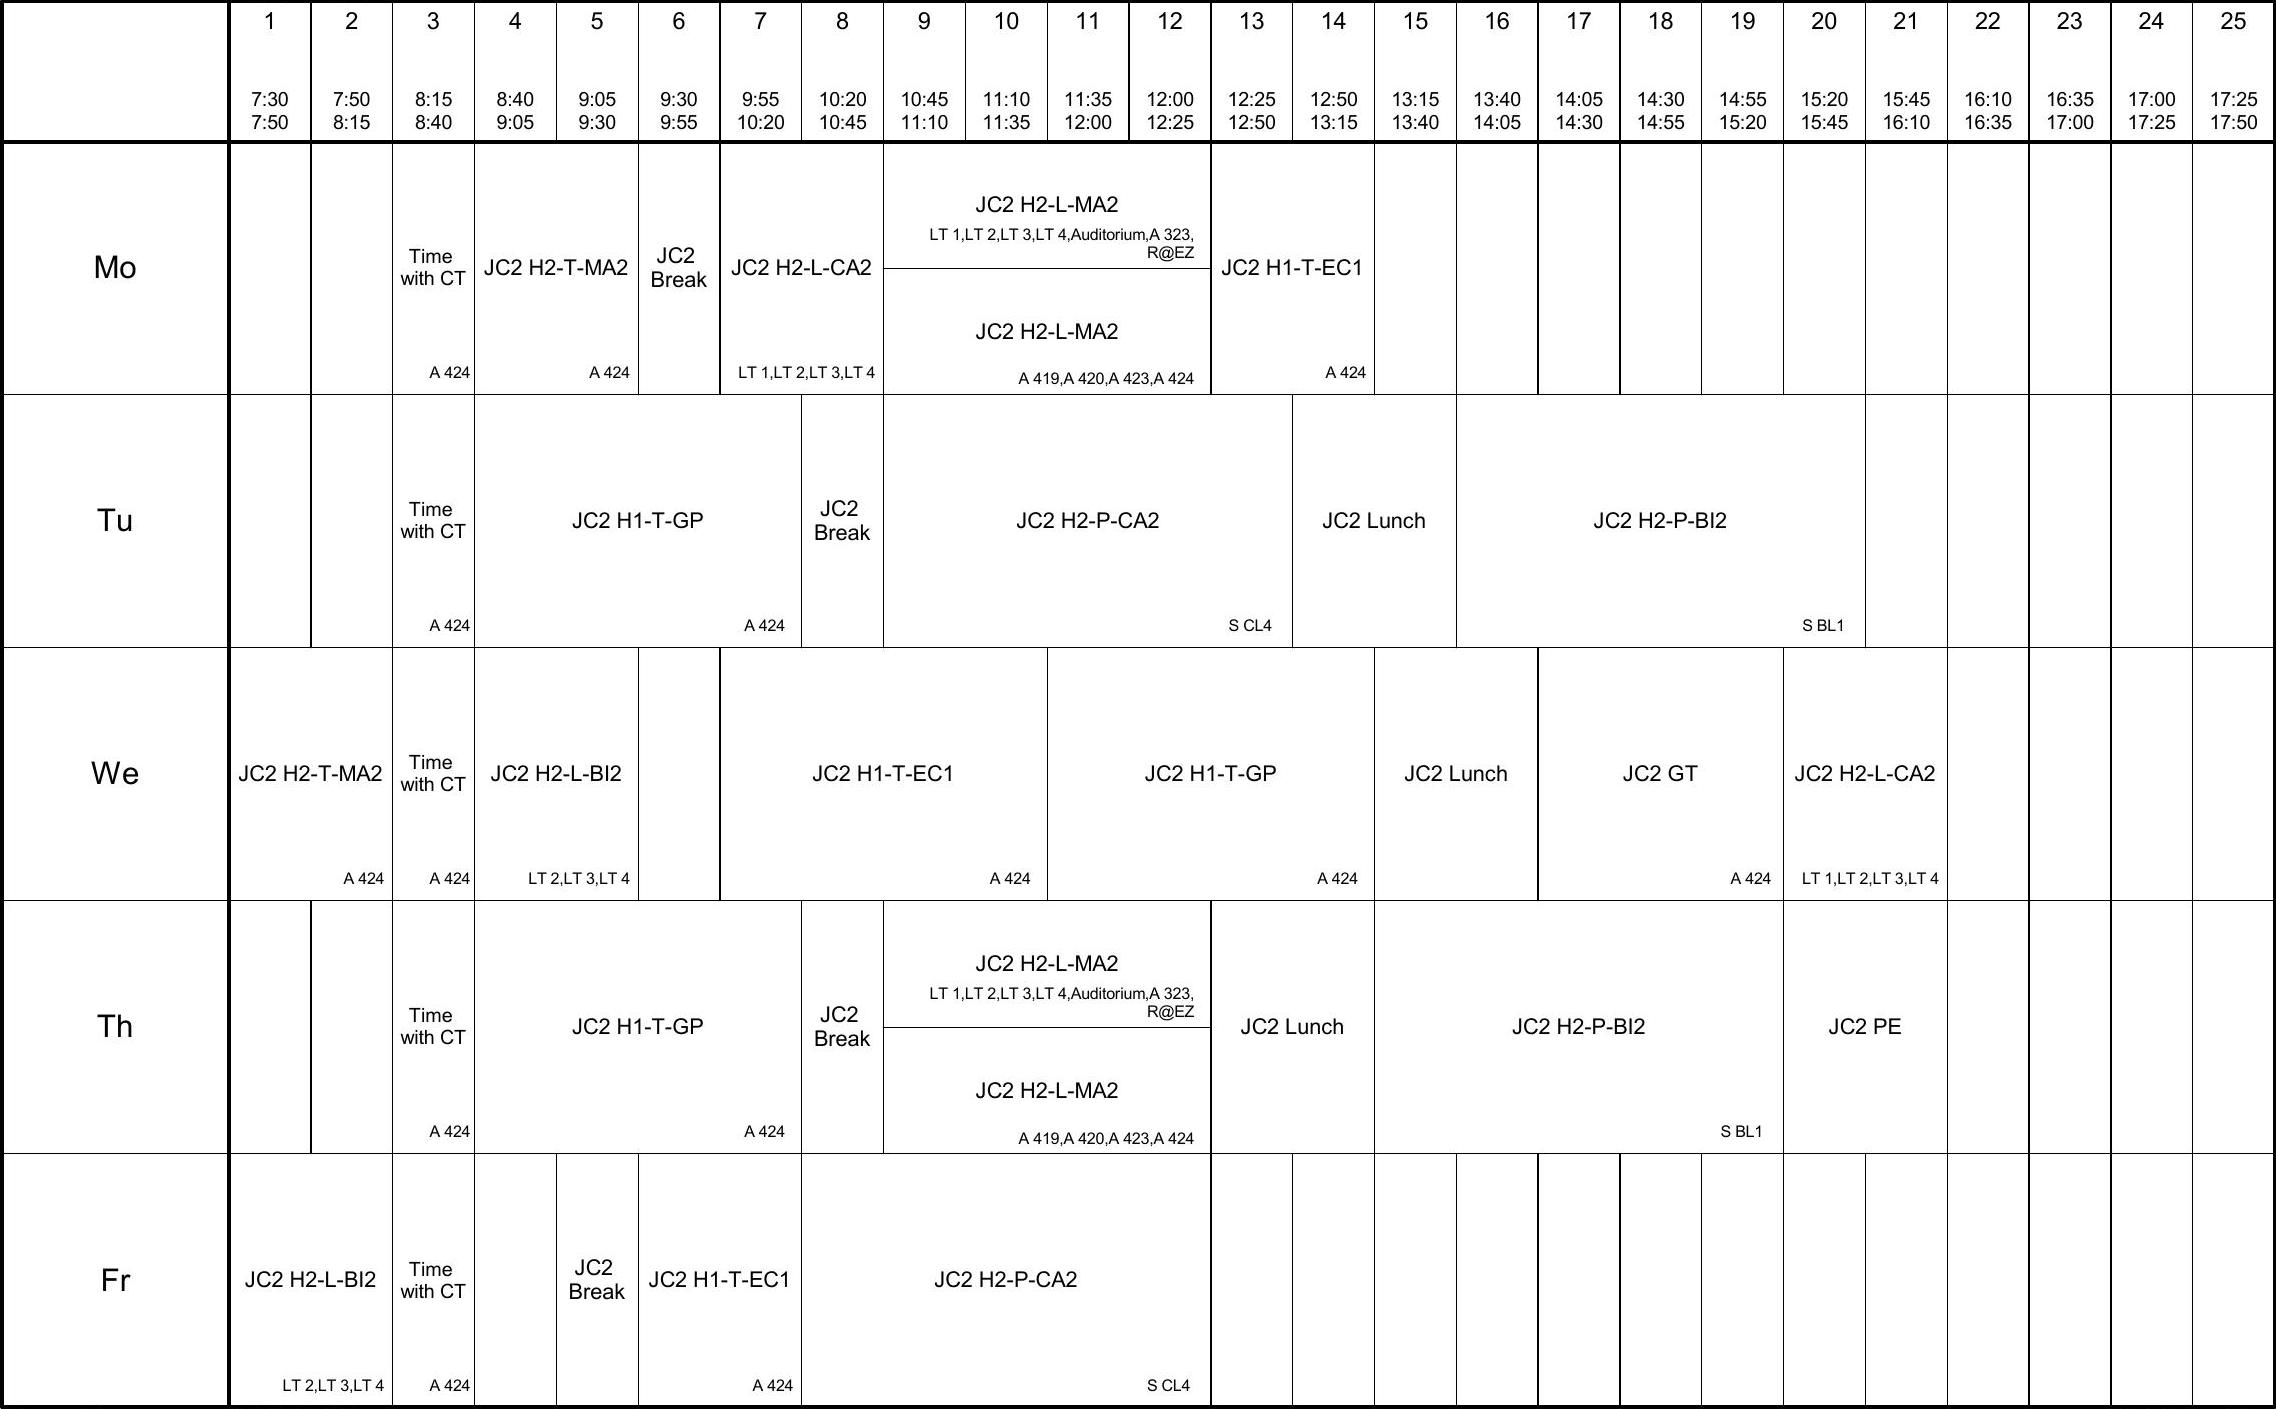 1 2 3 4 5 6 7 8 9 10 11 12 13 14 15 16 17 18 19 20 21 22 23 24 25
7:30 7:50 8:15 8:40 9:05 9:30 9:55 10:20 10:45 11:10 11:35 12:00 12:25 12:50 13:15 13:40 14:05 14:30 14:55 15:20 15:45 16:10 16:35 17:00 17:25
7:50 8:15 8:40 9:05 9:30 9:55 10:20 10:45 11:10 11:35 12:00 12:25 12:50 13:15 13:40 14:05 14:30 14:55 15:20 15:45 16:10 16:35 17:00 17:25 17:50
Mo
Time
with CT
A 424
JC2 H2-T-MA2
A 424
JC2
Break
JC2 H2-L-CA2
LT 1,LT 2,LT 3,LT 4
JC2 H2-L-MA2
LT 1,LT 2,LT 3,LT 4,Auditorium,A 323,
R@EZ
JC2 H2-L-MA2
A 419,A 420,A 423,A 424
JC2 H1-T-EC1
A 424
Tu
Time
with CT
A 424
JC2 H1-T-GP
A 424
JC2
Break
JC2 H2-P-CA2
S CL4
JC2 Lunch
JC2 H2-P-BI2
S BL1
We
JC2 H2-T-MA2
A 424
Time
with CT
A 424
JC2 H2-L-BI2
LT 2,LT 3,LT 4
JC2 H1-T-EC1
A 424
JC2 H1-T-GP
A 424
JC2 Lunch
JC2 GT
A 424
JC2 H2-L-CA2
LT 1,LT 2,LT 3,LT 4
Th
Time
with CT
A 424
JC2 H1-T-GP
A 424
JC2
Break
JC2 H2-L-MA2
LT 1,LT 2,LT 3,LT 4,Auditorium,A 323,
R@EZ
JC2 H2-L-MA2
A 419,A 420,A 423,A 424
JC2 Lunch
JC2 H2-P-BI2
S BL1
JC2 PE
Fr
JC2 H2-L-BI2
LT 2,LT 3,LT 4
Time
with CT
A 424
JC2
Break
JC2 H1-T-EC1
A 424
JC2 H2-P-CA2
S CL4